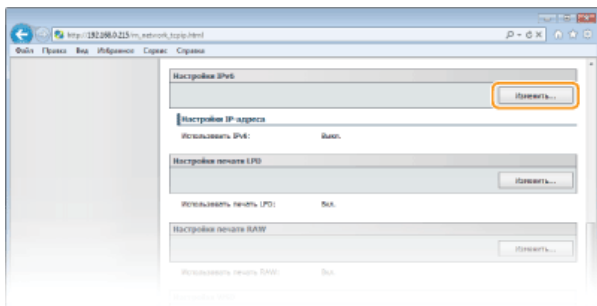 http://192.168.0.215/m_network_tcpip.html
Файл Правка Вид Избранное Сервис Справка
Настройки IPv6
Изменить...
Настройки IP-адреса
Использовать IPv6: Выкл.
Настройки печати LPD
Изменить...
Использовать печать LPD: Вкл.
Настройки печати RAW
Изменить...
Использовать печать RAW: Вкл.